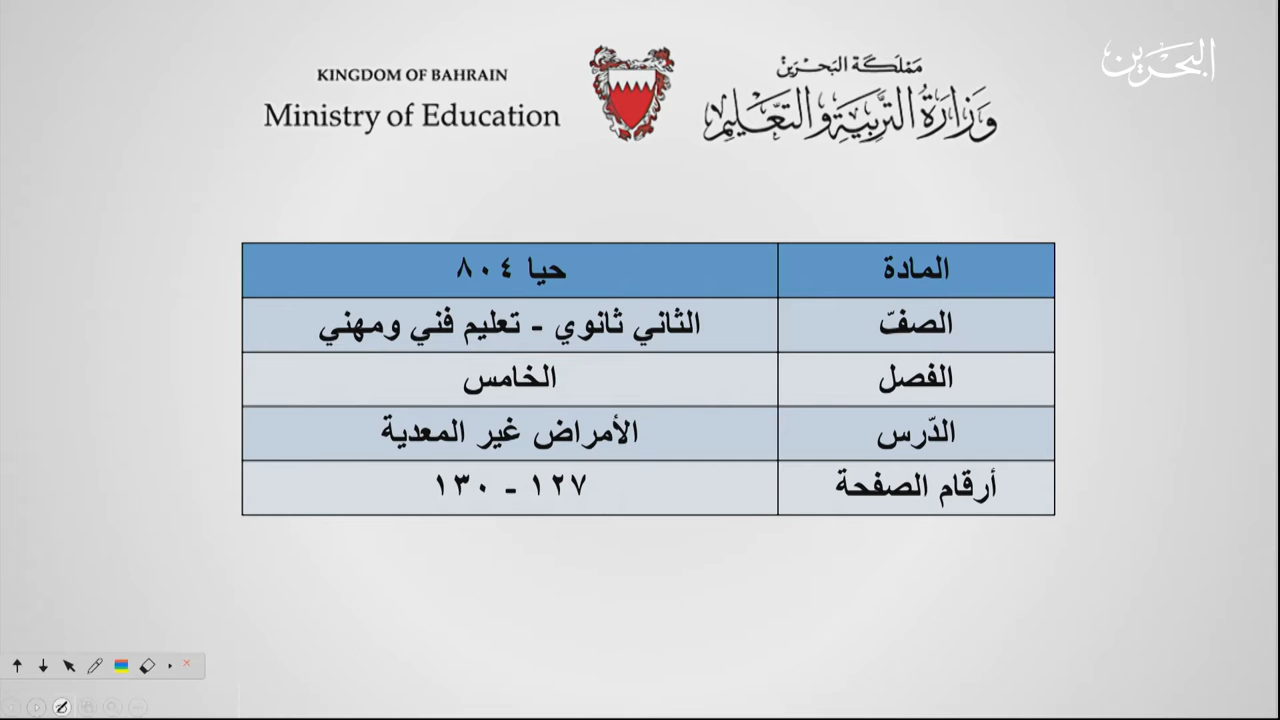 البحرين
KINGDOM OF BAHRAIN
Ministry of Education
مملكة البحرين
وزارة التربية والتعليم
المادة حيا ٨٠٤
الصفّ الثاني ثانوي - تعليم فني ومهني
الفصل الخامس
الدّرس الأمراض غير المعدية
أرقام الصفحة ١٢٧ - ١٣٠